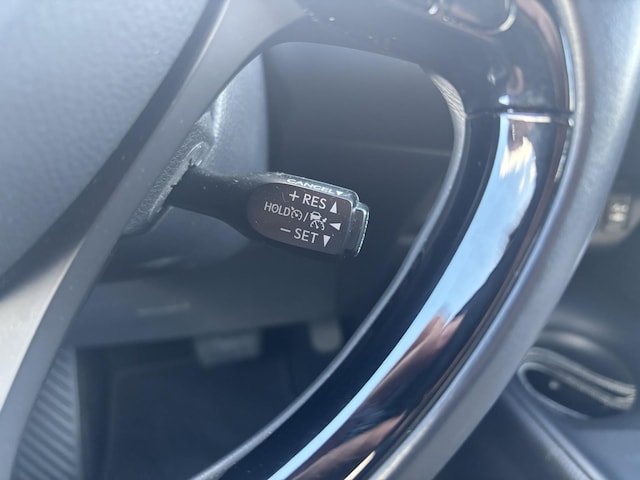 CANCEL▼
+ RES▲
HOLD / ◀
− SET▼